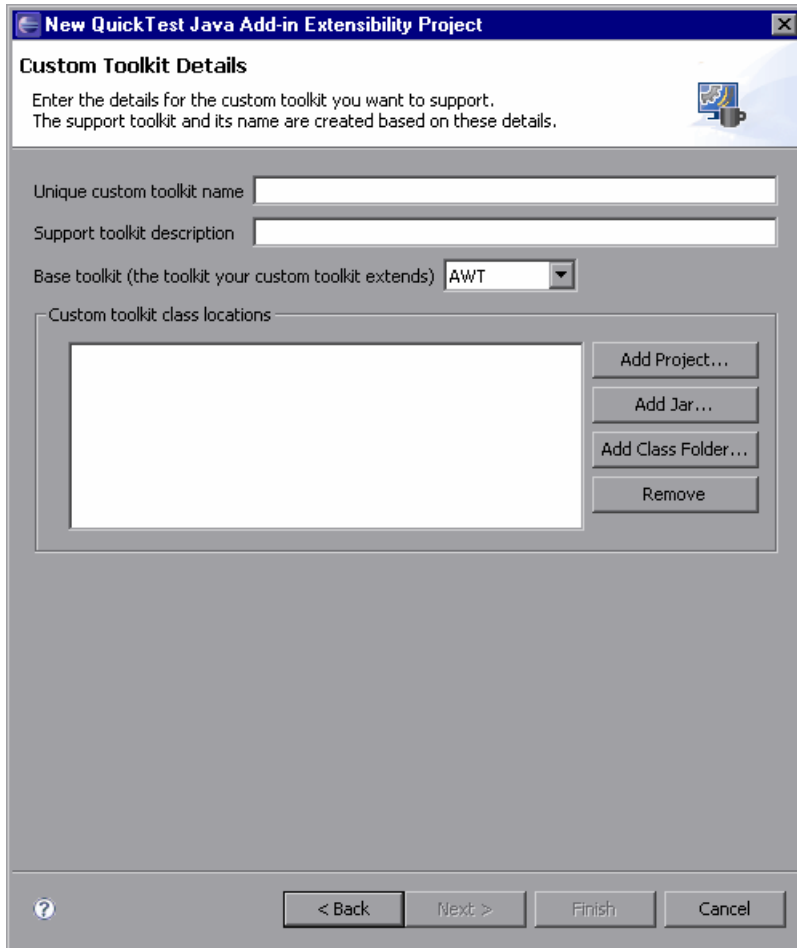 New QuickTest Java Add-in Extensibility Project
Custom Toolkit Details
Enter the details for the custom toolkit you want to support.
The support toolkit and its name are created based on these details.
Unique custom toolkit name
Support toolkit description
Base toolkit (the toolkit your custom toolkit extends) AWT
Custom toolkit class locations
Add Project...
Add Jar...
Add Class Folder...
Remove
? < Back Next > Finish Cancel